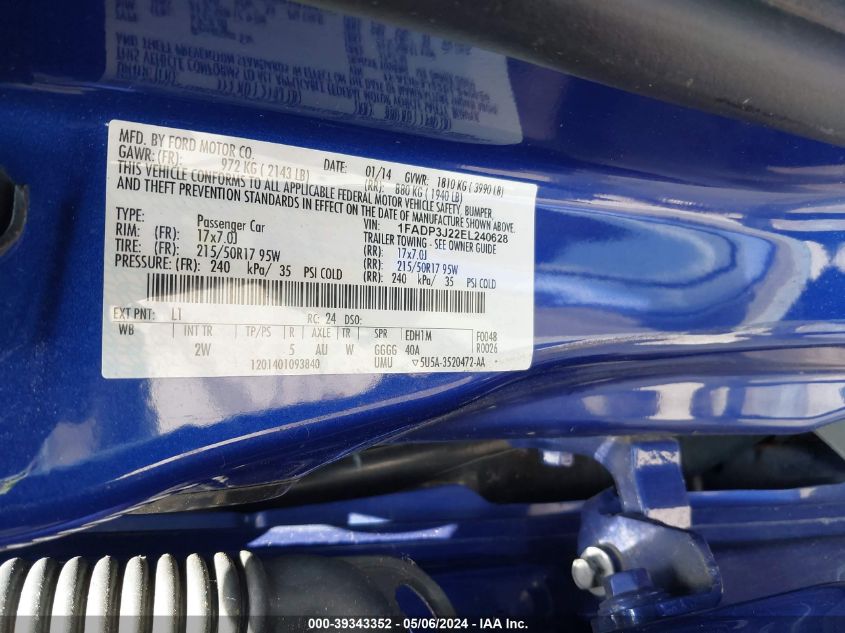 MFD. BY FORD MOTOR CO.
DATE: 01/14 GVWR: 1810 KG (3990 LB)
GAWR: (FR): 972 KG (2143 LB) (RR): 880 KG (1940 LB)
THIS VEHICLE CONFORMS TO ALL APPLICABLE FEDERAL MOTOR VEHICLE SAFETY, BUMPER,
AND THEFT PREVENTION STANDARDS IN EFFECT ON THE DATE OF MANUFACTURE SHOWN ABOVE.
VIN: 1FADP3J22EL240628
TYPE: Passenger Car TRAILER TOWING - SEE OWNER GUIDE
RIM: (FR): 17x7.0J (RR): 17x7.0J
TIRE: (FR): 215/50R17 95W (RR): 215/50R17 95W
PRESSURE: (FR): 240 kPa/ 35 PSI COLD (RR): 240 kPa/ 35 PSI COLD
EXT PNT: LT RC: 24 DSO:
WB INT TR TP/PS R AXLE TR SPR EDH1M F0048
2W 5 AU W GGGG 40A R0026
1201401093840 UMU ▽5U5A-3520472-AA
000-39343352 - 05/06/2024 - IAA Inc.